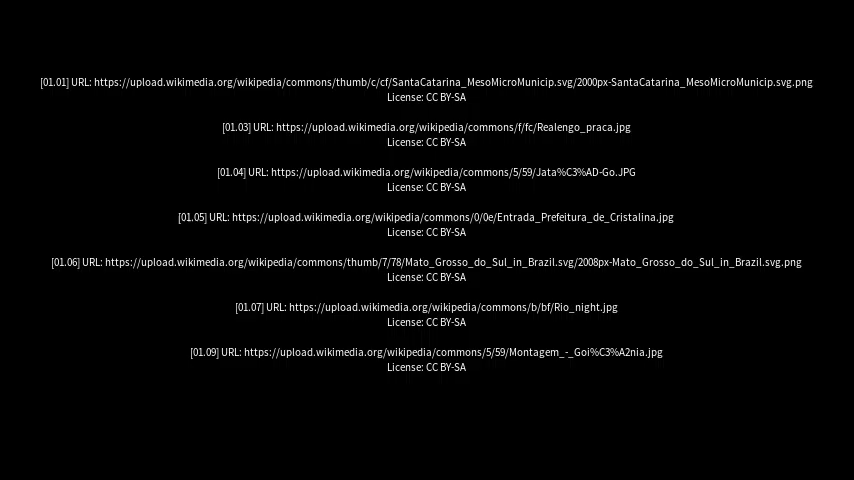 [01.01] URL: https://upload.wikimedia.org/wikipedia/commons/thumb/c/cf/SantaCatarina_MesoMicroMunicip.svg/2000px-SantaCatarina_MesoMicroMunicip.svg.png
License: CC BY-SA
[01.03] URL: https://upload.wikimedia.org/wikipedia/commons/f/fc/Realengo_praca.jpg
License: CC BY-SA
[01.04] URL: https://upload.wikimedia.org/wikipedia/commons/5/59/Jata%C3%AD-Go.JPG
License: CC BY-SA
[01.05] URL: https://upload.wikimedia.org/wikipedia/commons/0/0e/Entrada_Prefeitura_de_Cristalina.jpg
License: CC BY-SA
[01.06] URL: https://upload.wikimedia.org/wikipedia/commons/thumb/7/78/Mato_Grosso_do_Sul_in_Brazil.svg/2008px-Mato_Grosso_do_Sul_in_Brazil.svg.png
License: CC BY-SA
[01.07] URL: https://upload.wikimedia.org/wikipedia/commons/b/bf/Rio_night.jpg
License: CC BY-SA
[01.09] URL: https://upload.wikimedia.org/wikipedia/commons/5/59/Montagem_-_Goi%C3%A2nia.jpg
License: CC BY-SA